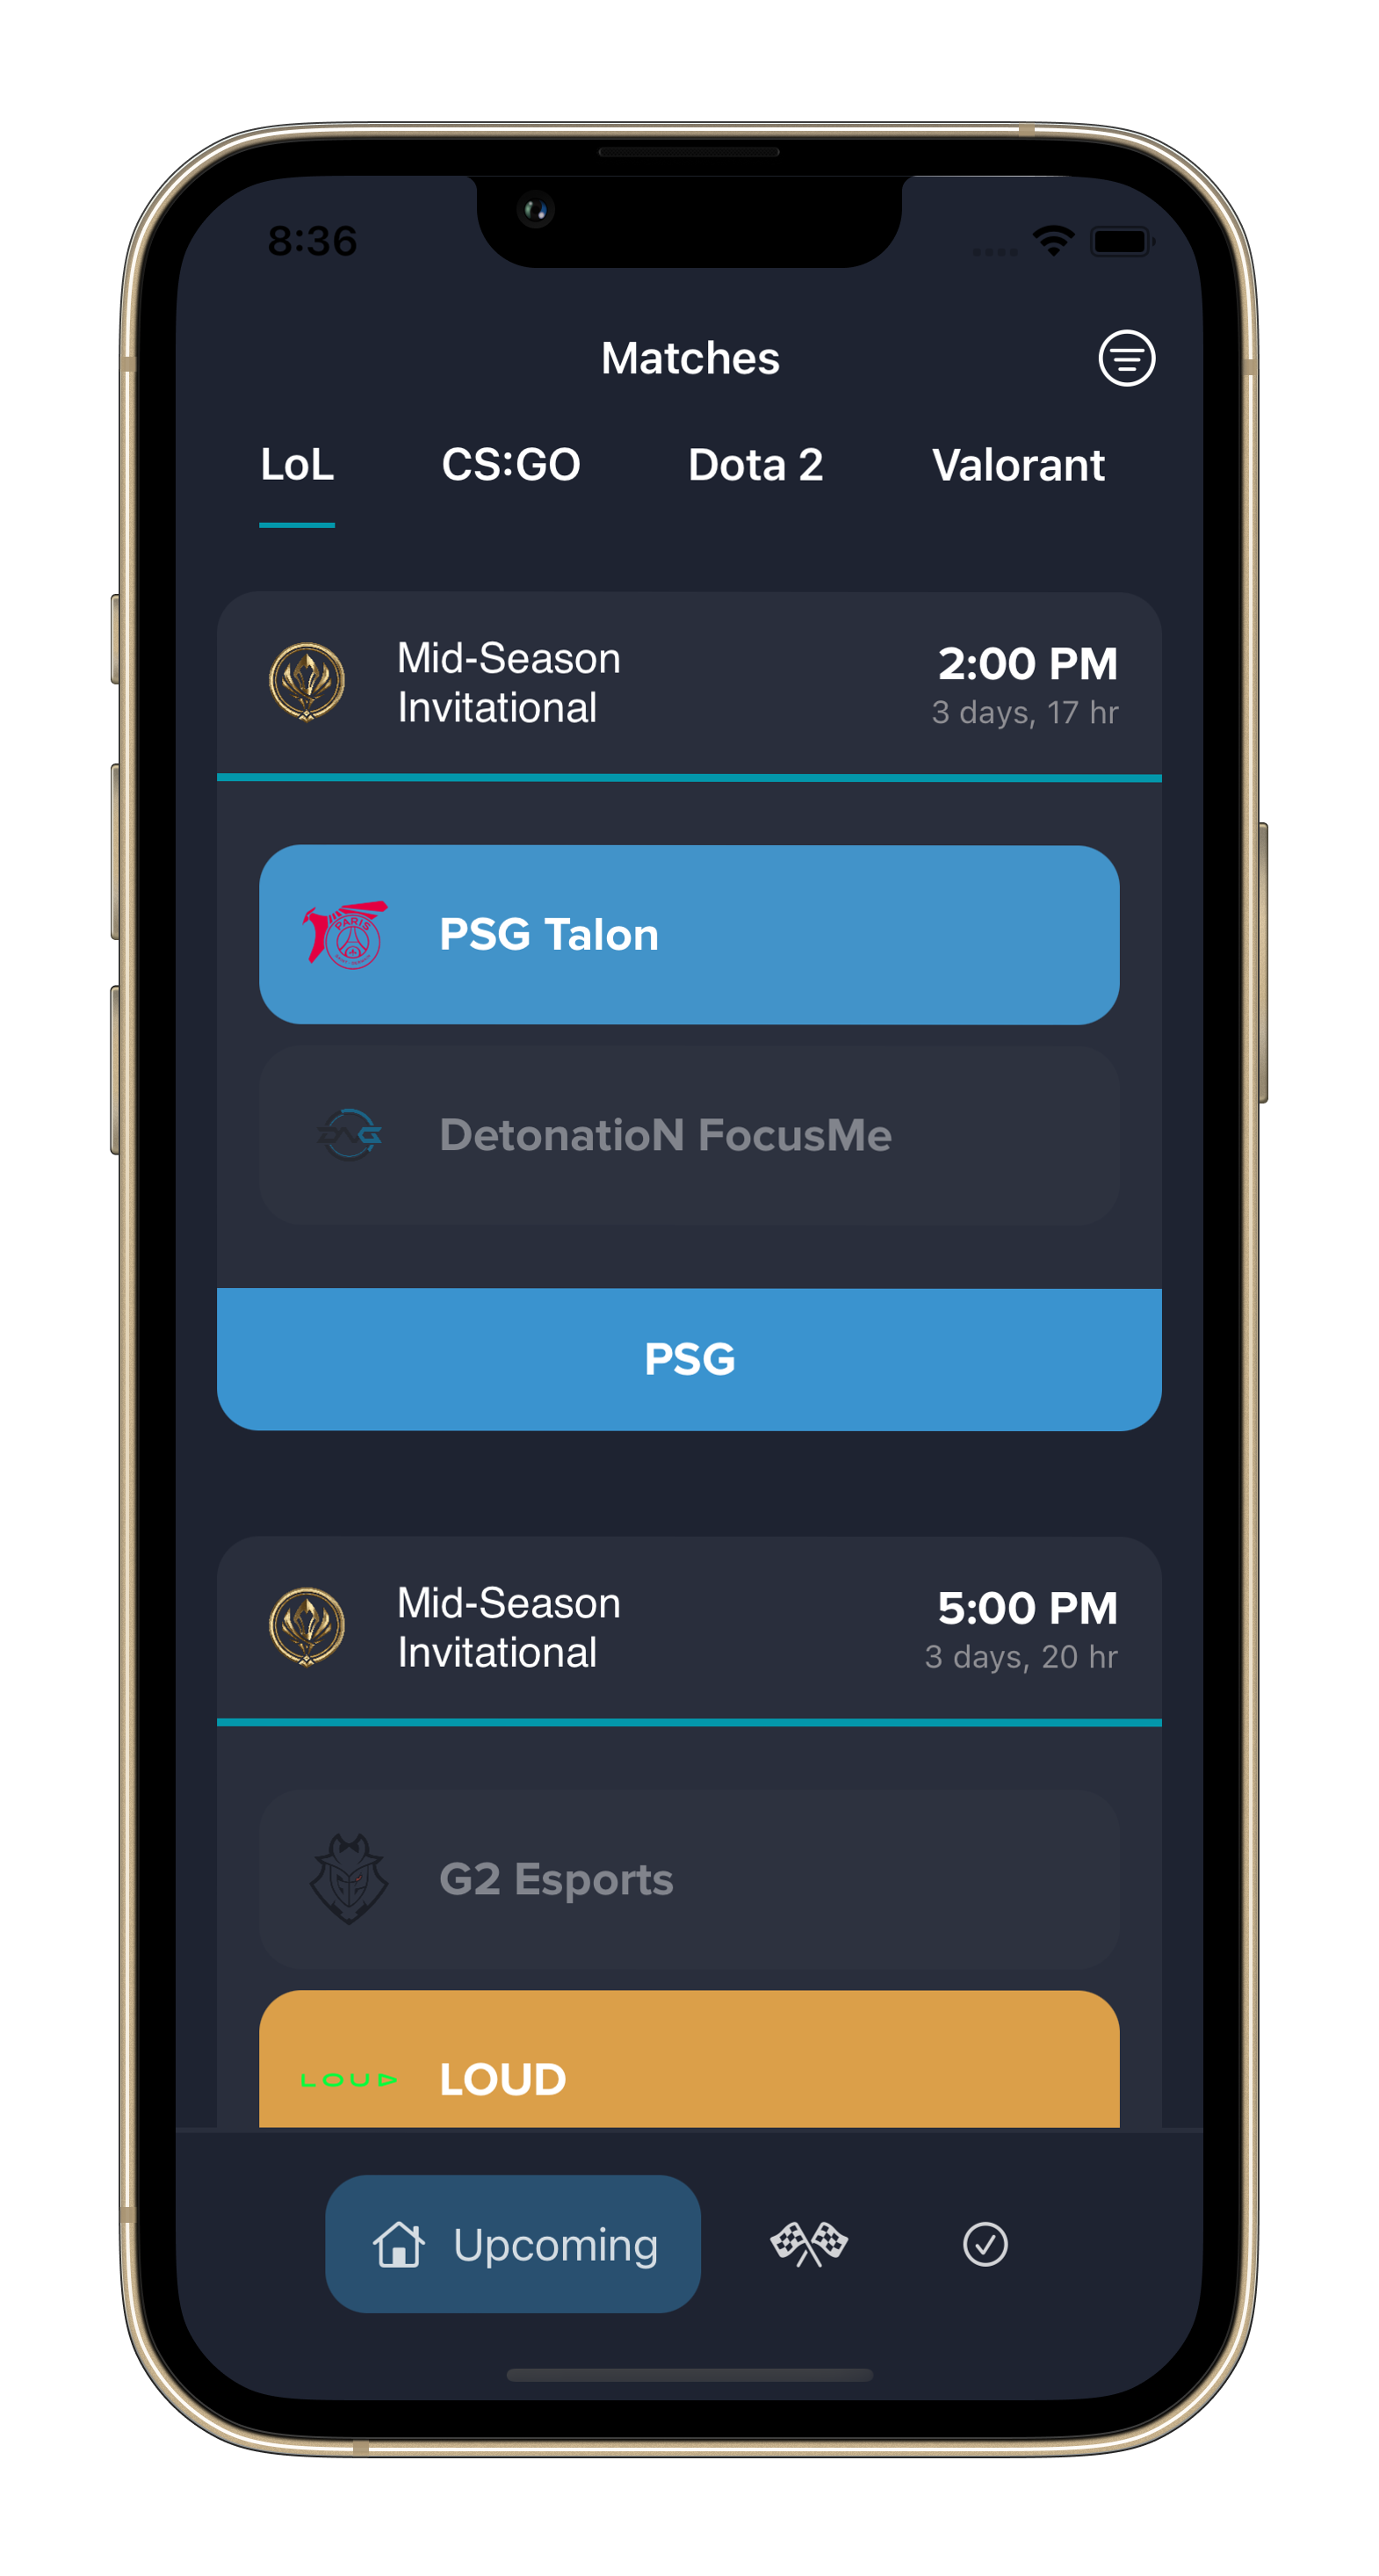 8:36
Matches
LoL CS:GO Dota 2 Valorant
Mid-Season
Invitational
2:00 PM
3 days, 17 hr
PARIS
PSG Talon
DetonatioN FocusMe
PSG
Mid-Season
Invitational
5:00 PM
3 days, 20 hr
G2 Esports
LOUD
LOUD
Upcoming